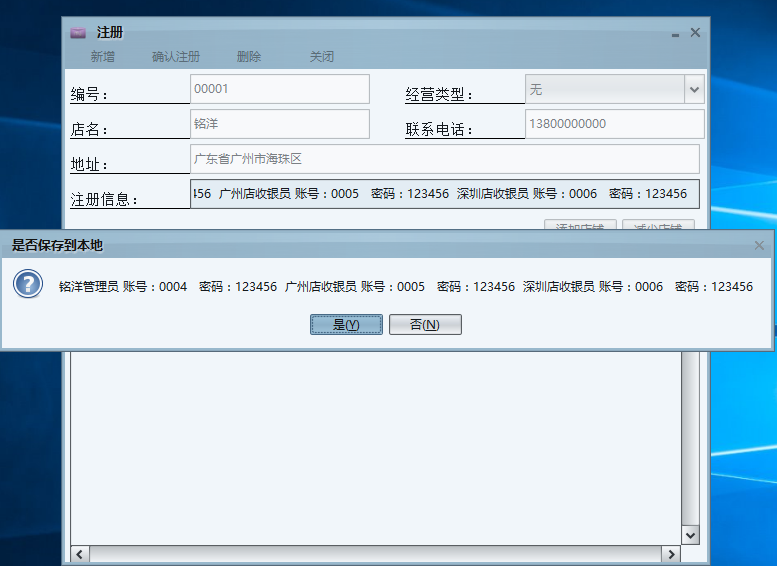 注册
新增 确认注册 删除 关闭
编号： 00001 经营类型： 无
店名： 铭洋 联系电话： 13800000000
地址： 广东省广州市海珠区
注册信息： 456 广州店收银员 账号：0005 密码：123456 深圳店收银员 账号：0006 密码：123456
添加店铺 减少店铺
是否保存到本地
铭洋管理员 账号：0004 密码：123456 广州店收银员 账号：0005 密码：123456 深圳店收银员 账号：0006 密码：123456
是(Y) 否(N)